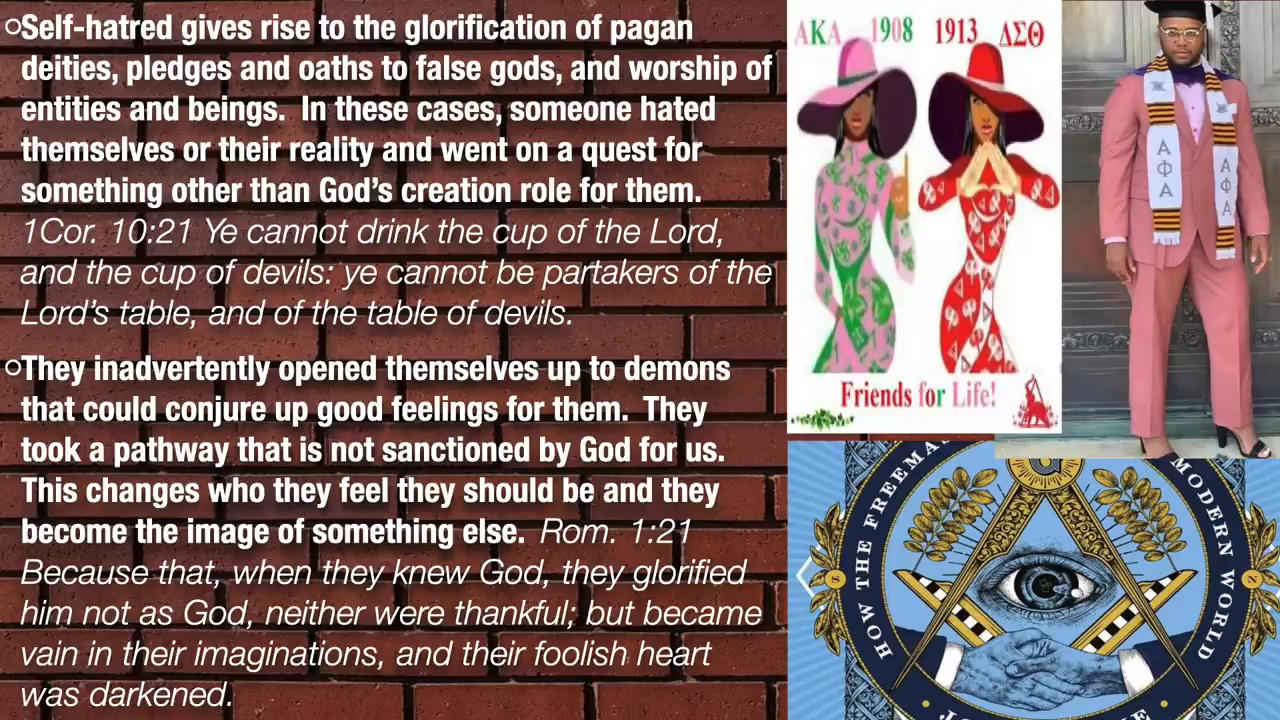 Self-hatred gives rise to the glorification of pagan
deities, pledges and oaths to false gods, and worship of
entities and beings.  In these cases, someone hated
themselves or their reality and went on a quest for
something other than God's creation role for them.
1Cor. 10:21 Ye cannot drink the cup of the Lord,
and the cup of devils: ye cannot be partakers of the
Lord's table, and of the table of devils.
They inadvertently opened themselves up to demons
that could conjure up good feelings for them.  They
took a pathway that is not sanctioned by God for us.
This changes who they feel they should be and they
become the image of something else.  Rom. 1:21
Because that, when they knew God, they glorified
him not as God, neither were thankful; but became
vain in their imaginations, and their foolish heart
was darkened.
ΑΚΑ 1908 1913 ΔΣΘ
Friends for Life!
ΑΦΑ ΑΦΑ
G
HOW THE FREEMA
MODERN WORLD
S N